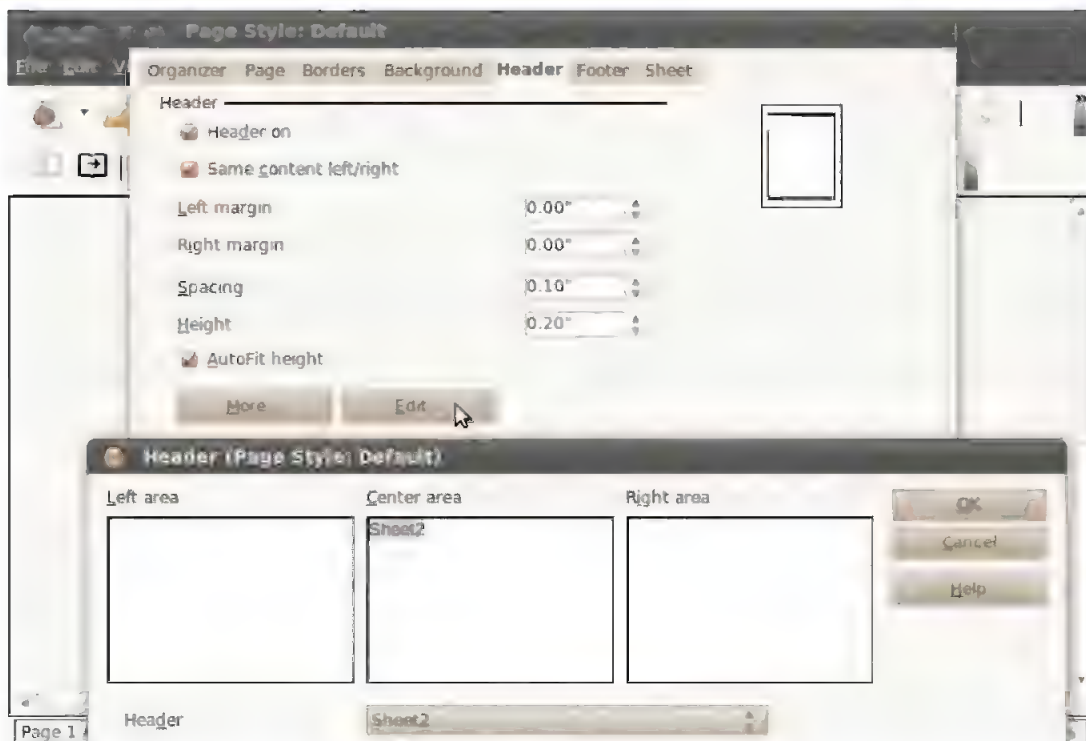 Page Style: Default
File Edit V
Organizer Page Borders Background Header Footer Sheet
Header
Header on
Same content left/right
Left margin 0.00"
Right margin 0.00"
Spacing 0.10"
Height 0.20"
AutoFit height
More Edit
Header (Page Style: Default)
Left area Center area Right area
Sheet2
OK
Cancel
Help
Header Sheet2
Page 1